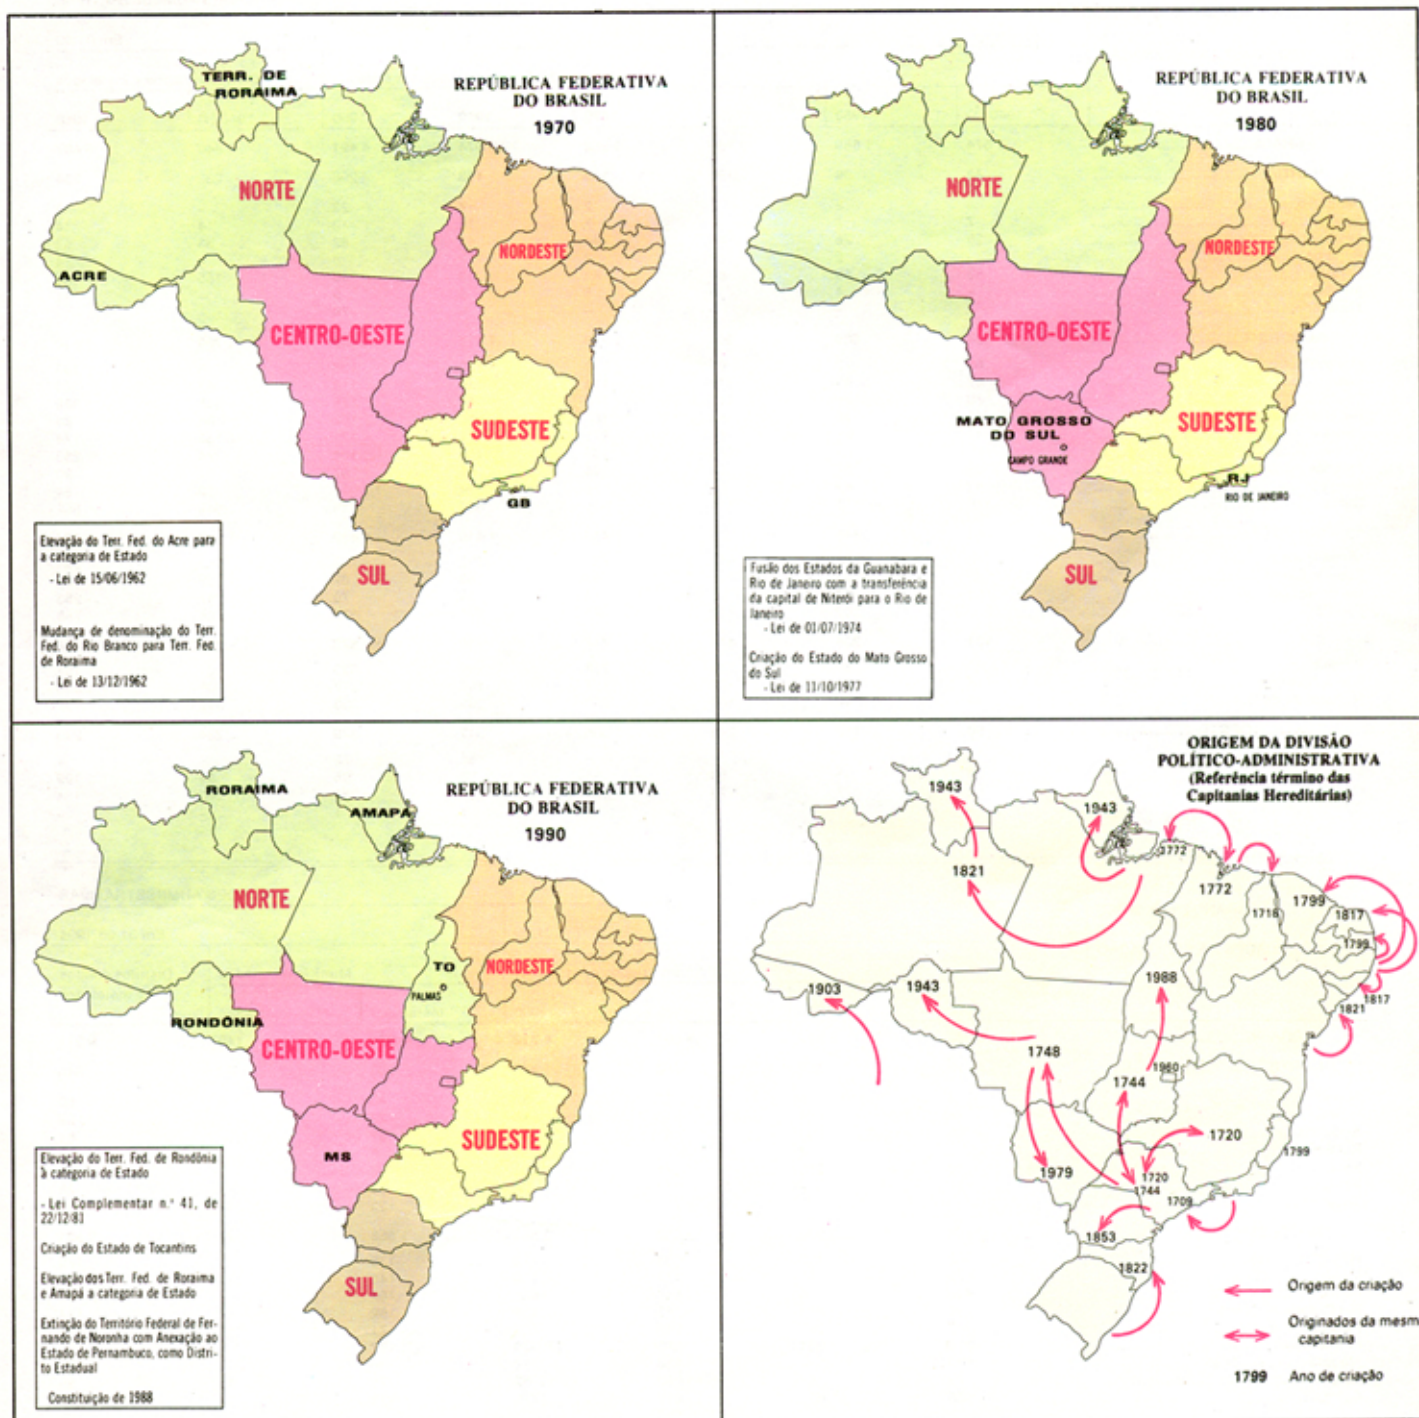 REPÚBLICA FEDERATIVA
DO BRASIL
1970
TERR. DE
RORAIMA
NORTE
ACRE
NORDESTE
CENTRO-OESTE
SUDESTE
GB
SUL
Elevação do Terr. Fed. do Acre para
a categoria de Estado
- Lei de 15/06/1962
Mudança de denominação do Terr.
Fed. do Rio Branco para Terr. Fed.
de Roraima
- Lei de 13/12/1962
REPÚBLICA FEDERATIVA
DO BRASIL
1980
NORTE
NORDESTE
CENTRO-OESTE
MATO GROSSO
DO SUL
CAMPO GRANDE
SUDESTE
RJ
RIO DE JANEIRO
SUL
Fusão dos Estados da Guanabara e
Rio de Janeiro com a transferência
da capital de Niterói para o Rio de
Janeiro
- Lei de 01/07/1974
Criação do Estado do Mato Grosso
do Sul
- Lei de 11/10/1977
REPÚBLICA FEDERATIVA
DO BRASIL
1990
RORAIMA
AMAPÁ
NORTE
TO
PALMAS
NORDESTE
RONDÔNIA
CENTRO-OESTE
SUDESTE
MS
SUL
Elevação do Terr. Fed. de Rondônia
à categoria de Estado
- Lei Complementar n.º 41, de
22/12/81
Criação do Estado de Tocantins
Elevação dos Terr. Fed. de Roraima
e Amapá a categoria de Estado
Extinção do Território Federal de Fer-
nando de Noronha com Anexação ao
Estado de Pernambuco, como Distri-
to Estadual
Constituição de 1988
ORIGEM DA DIVISÃO
POLÍTICO-ADMINISTRATIVA
(Referência término das
Capitanias Hereditárias)
1943
1943
1772
1821
1772
1718
1799
1817
1799
1903
1943
1988
1821
1817
1748
1744
1960
1720
1799
1979
1720
1744
1709
1853
1822
Origem da criação
Originados da mesm
capitania
1799 Ano de criação